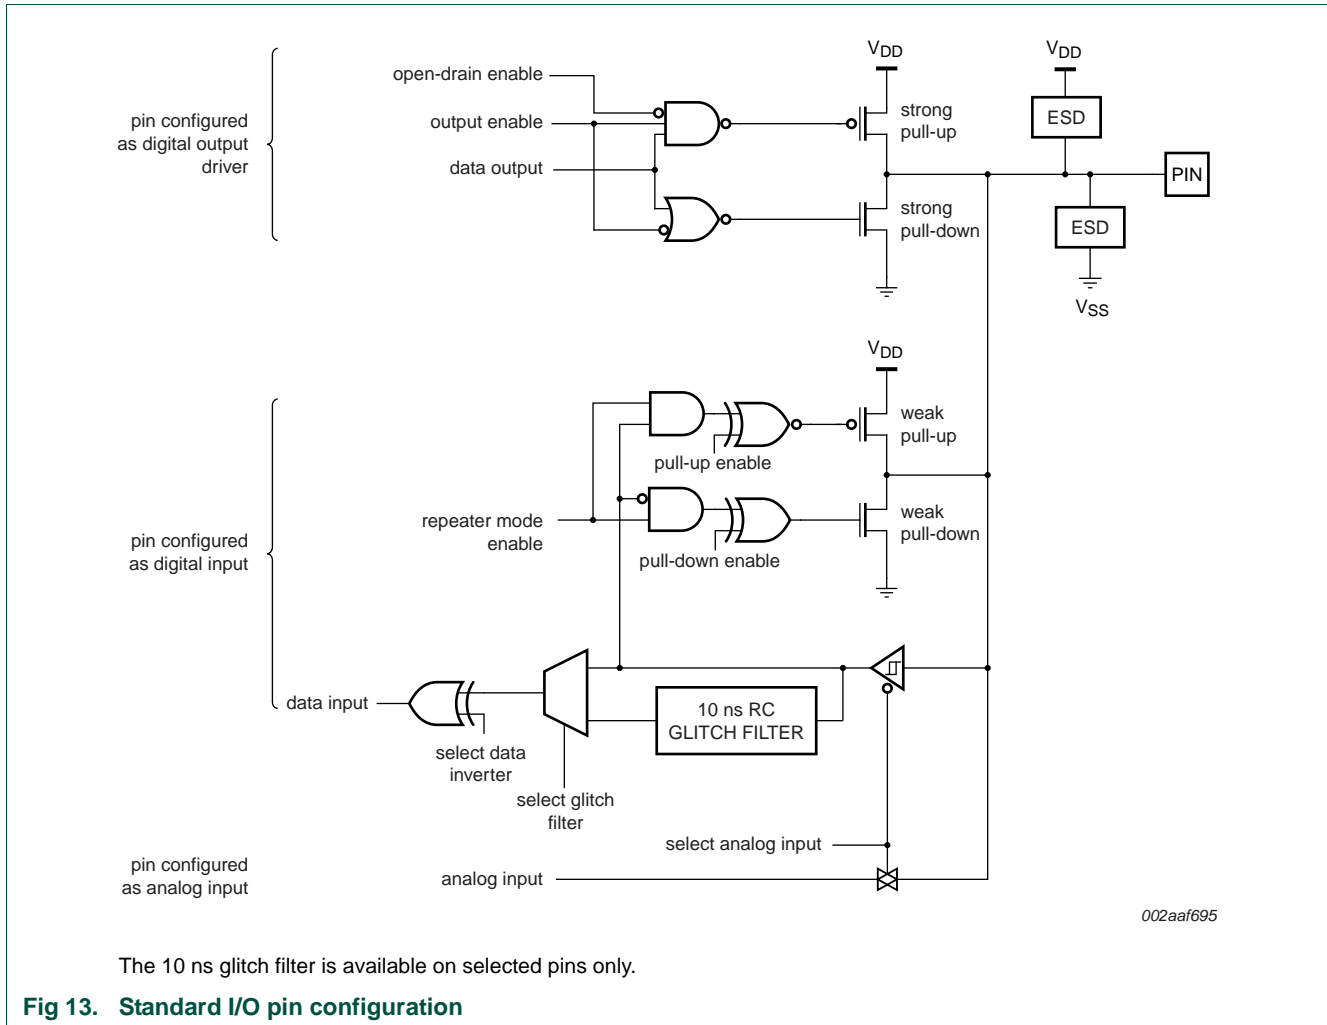 VDD
VDD
open-drain enable
strong
pull-up
ESD
pin configured
as digital output
driver
output enable
data output
PIN
strong
pull-down
ESD
VSS
VDD
weak
pull-up
pull-up enable
repeater mode
enable
weak
pull-down
pin configured
as digital input
pull-down enable
data input
10 ns RC
GLITCH FILTER
select data
inverter
select glitch
filter
select analog input
pin configured
as analog input
analog input
002aaf695
The 10 ns glitch filter is available on selected pins only.
Fig 13. Standard I/O pin configuration